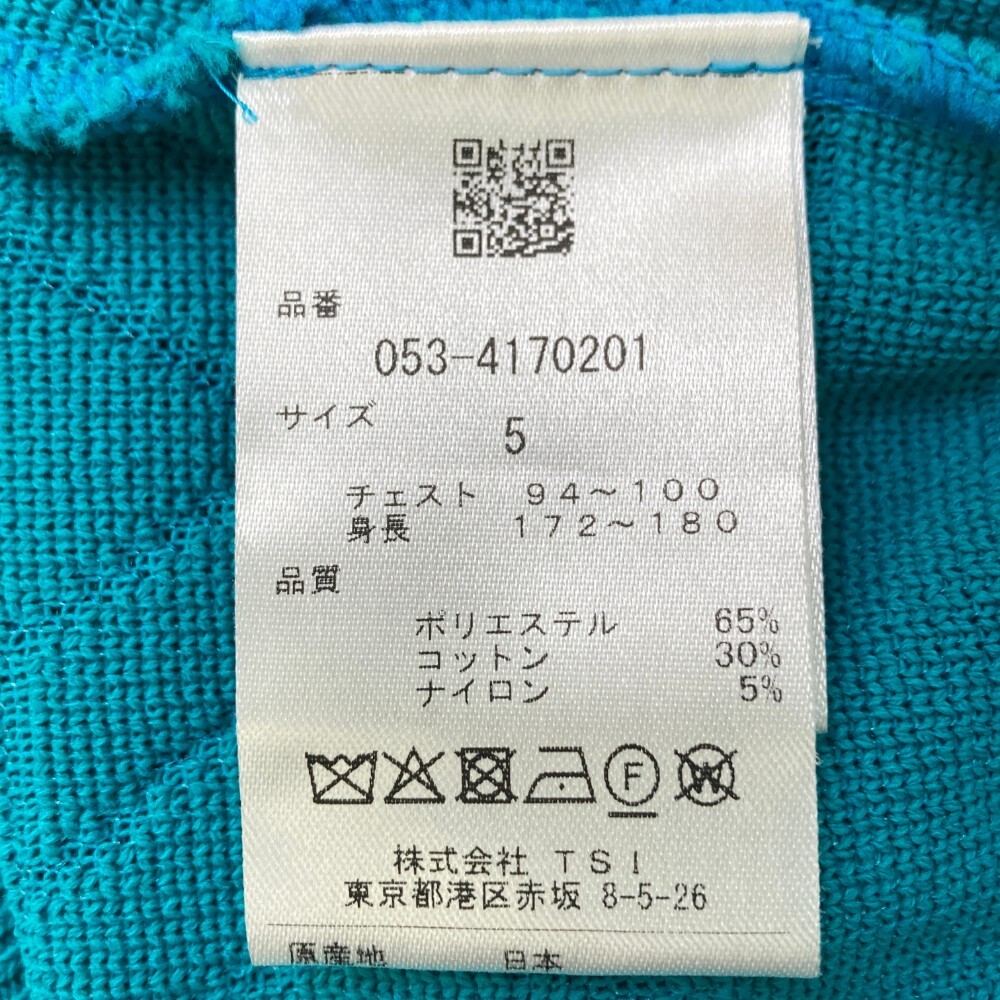 品番
053-4170201
サイズ
5
チェスト 94～100
身長 172～180
品質
ポリエステル 65%
コットン 30%
ナイロン 5%
F W
株式会社 TSI
東京都港区赤坂 8-5-26
原産地 日本